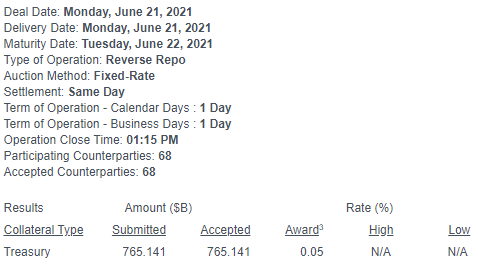 Deal Date: Monday, June 21, 2021
Delivery Date: Monday, June 21, 2021
Maturity Date: Tuesday, June 22, 2021
Type of Operation: Reverse Repo
Auction Method: Fixed-Rate
Settlement: Same Day
Term of Operation - Calendar Days : 1 Day
Term of Operation - Business Days : 1 Day
Operation Close Time: 01:15 PM
Participating Counterparties: 68
Accepted Counterparties: 68
Results Amount ($B) Rate (%)
Collateral Type Submitted Accepted Award³ High Low
Treasury 765.141 765.141 0.05 N/A N/A